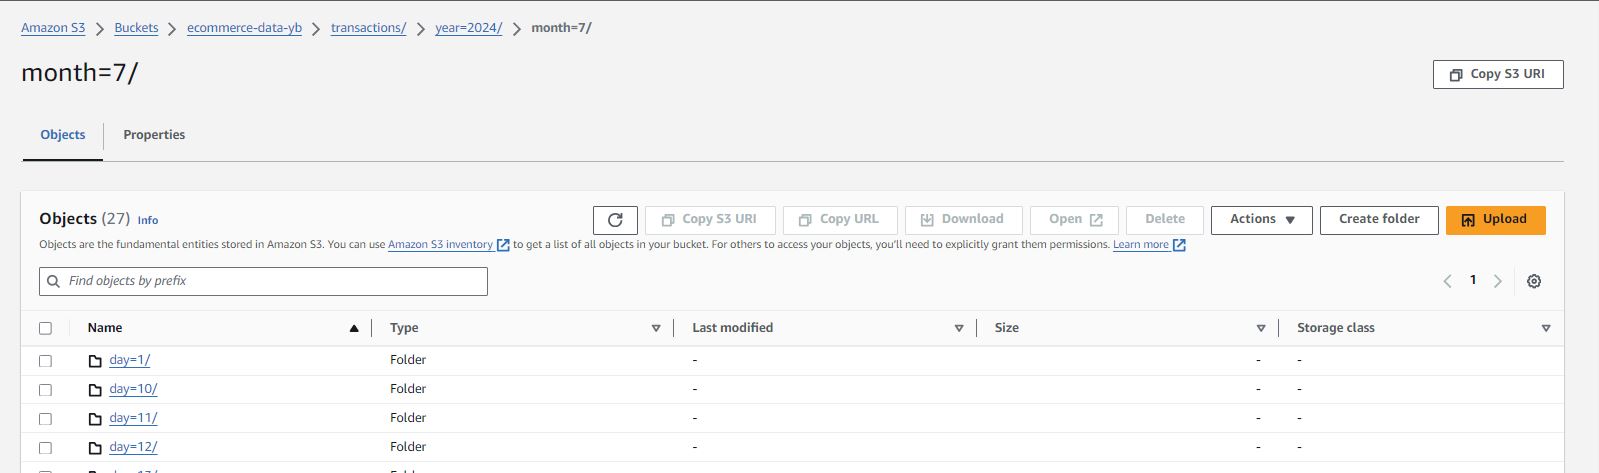 Amazon S3 > Buckets > ecommerce-data-yb > transactions/ > year=2024/ > month=7/
month=7/
Copy S3 URI
Objects Properties
Objects (27) Info
Copy S3 URI Copy URL Download Open Delete Actions Create folder Upload
Objects are the fundamental entities stored in Amazon S3. You can use Amazon S3 inventory to get a list of all objects in your bucket. For others to access your objects, you'll need to explicitly grant them permissions. Learn more
Find objects by prefix
1
Name Type Last modified Size Storage class
day=1/ Folder - - -
day=10/ Folder - - -
day=11/ Folder - - -
day=12/ Folder - - -